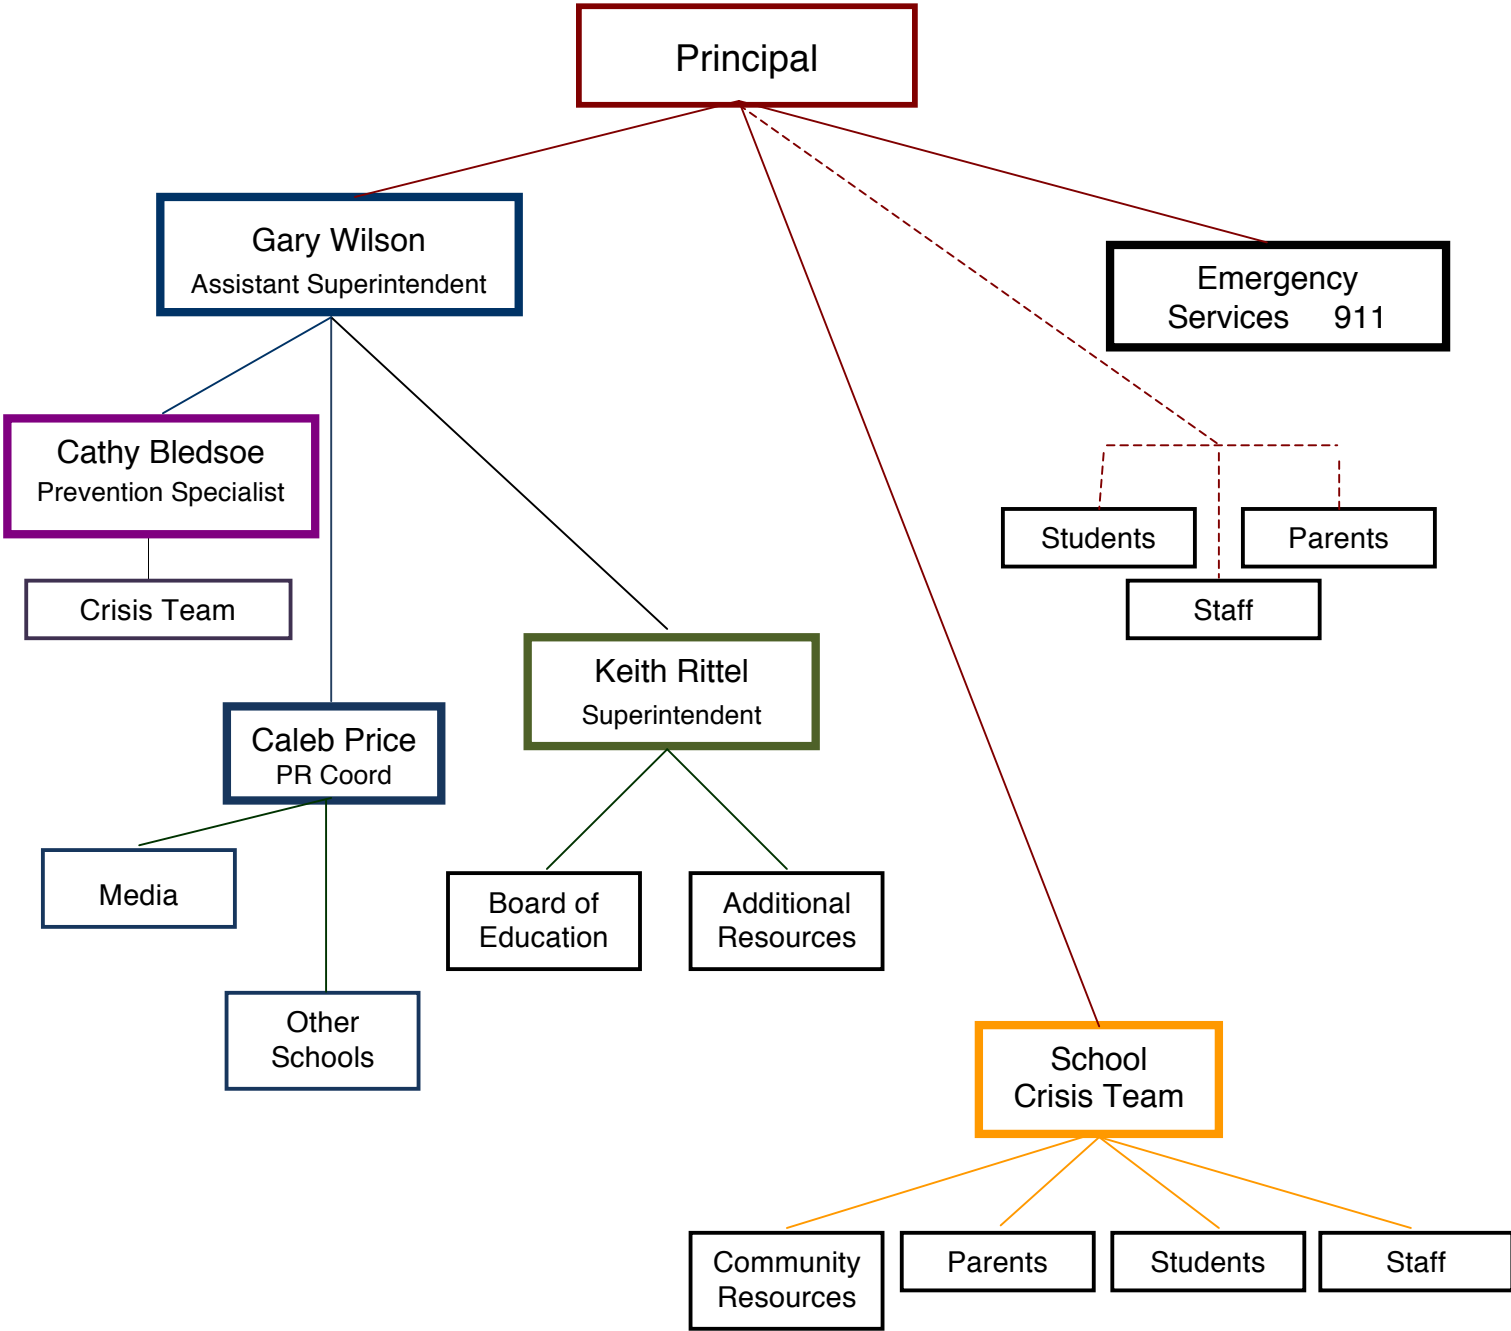 Principal
Gary Wilson
Assistant Superintendent
Emergency
Services 911
Cathy Bledsoe
Prevention Specialist
Students
Parents
Staff
Crisis Team
Keith Rittel
Superintendent
Caleb Price
PR Coord
Media
Board of
Education
Additional
Resources
Other
Schools
School
Crisis Team
Community
Resources
Parents
Students
Staff